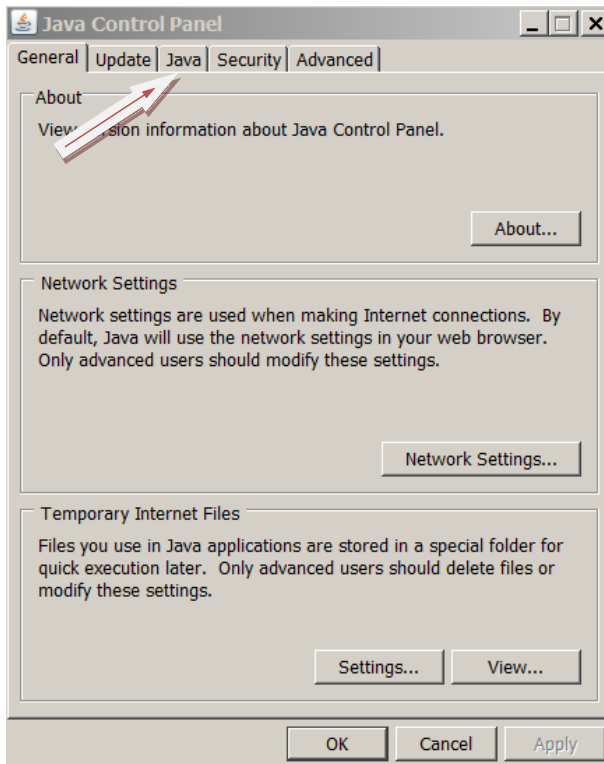 Java Control Panel
General Update Java Security Advanced
About
View version information about Java Control Panel.
About...
Network Settings
Network settings are used when making Internet connections.  By
default, Java will use the network settings in your web browser.
Only advanced users should modify these settings.
Network Settings...
Temporary Internet Files
Files you use in Java applications are stored in a special folder for
quick execution later.  Only advanced users should delete files or
modify these settings.
Settings... View...
OK Cancel Apply